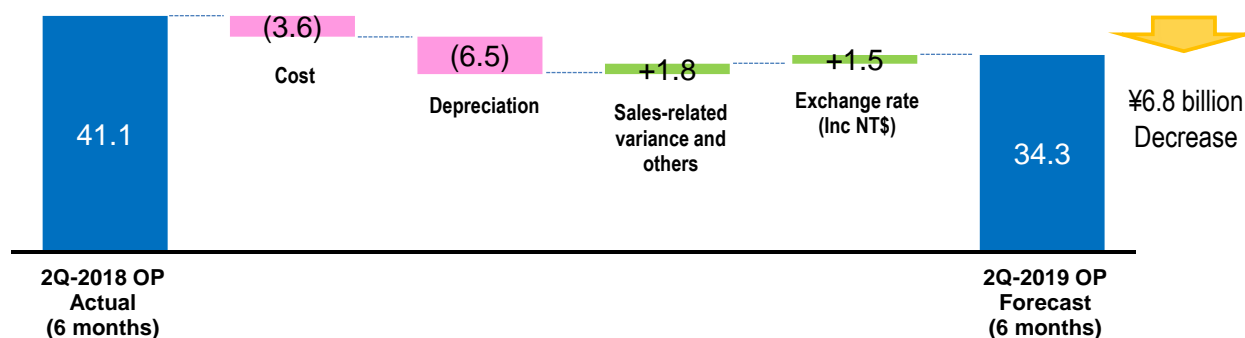 41.1
(3.6)
Cost
(6.5)
Depreciation
+1.8
Sales-related
variance and
others
+1.5
Exchange rate
(Inc NT$)
34.3
¥6.8 billion
Decrease
2Q-2018 OP
Actual
(6 months)
2Q-2019 OP
Forecast
(6 months)